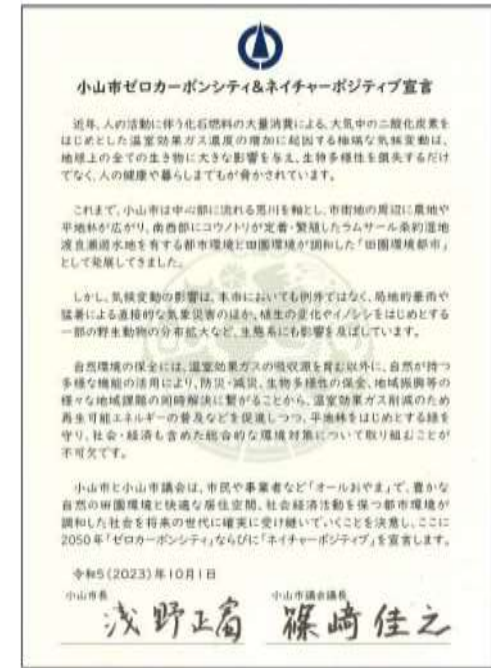 小山市ゼロカーボンシティ&ネイチャーポジティブ宣言
近年、人の活動に伴う化石燃料の大量消費による、大気中の二酸化炭素を
はじめとした温室効果ガス濃度の増加に起因する極端な気候変動は、
地球上の全ての生き物に大きな影響を与え、生物多様性を損失するだけ
でなく、人の健康や暮らしまでもが脅かされています。
これまで、小山市は中心部に流れる思川を軸とし、市街地の周辺に農地や
平地林が広がり、南西部にコウノトリが定着・繁殖したラムサール条約湿地
渡良瀬遊水地を有する都市環境と田園環境が調和した「田園環境都市」
として発展してきました。
しかし、気候変動の影響は、本市においても例外ではなく、局地的豪雨や
猛暑による直接的な気象災害のほか、植生の変化やイノシシをはじめとする
一部の野生動物の分布拡大など、生態系にも影響を及ぼしています。
自然環境の保全には、温室効果ガスの吸収源を育む以外に、自然が持つ
多様な機能の活用により、防災・減災、生物多様性の保全、地域振興等の
様々な地域課題の同時解決に繋がることから、温室効果ガス削減のため
再生可能エネルギーの普及などを促進しつつ、平地林をはじめとする緑を
守り、社会・経済も含めた総合的な環境対策について取り組むことが
不可欠です。
小山市と小山市議会は、市民や事業者など「オールおやま」で、豊かな
自然の田園環境と快適な居住空間、社会経済活動を保つ都市環境が
調和した社会を将来の世代に確実に受け継いでいくことを決意し、ここに
2050年「ゼロカーボンシティ」ならびに「ネイチャーポジティブ」を宣言します。
令和5(2023)年10月1日
小山市長 小山市議会議長
浅野正富 篠﨑佳之